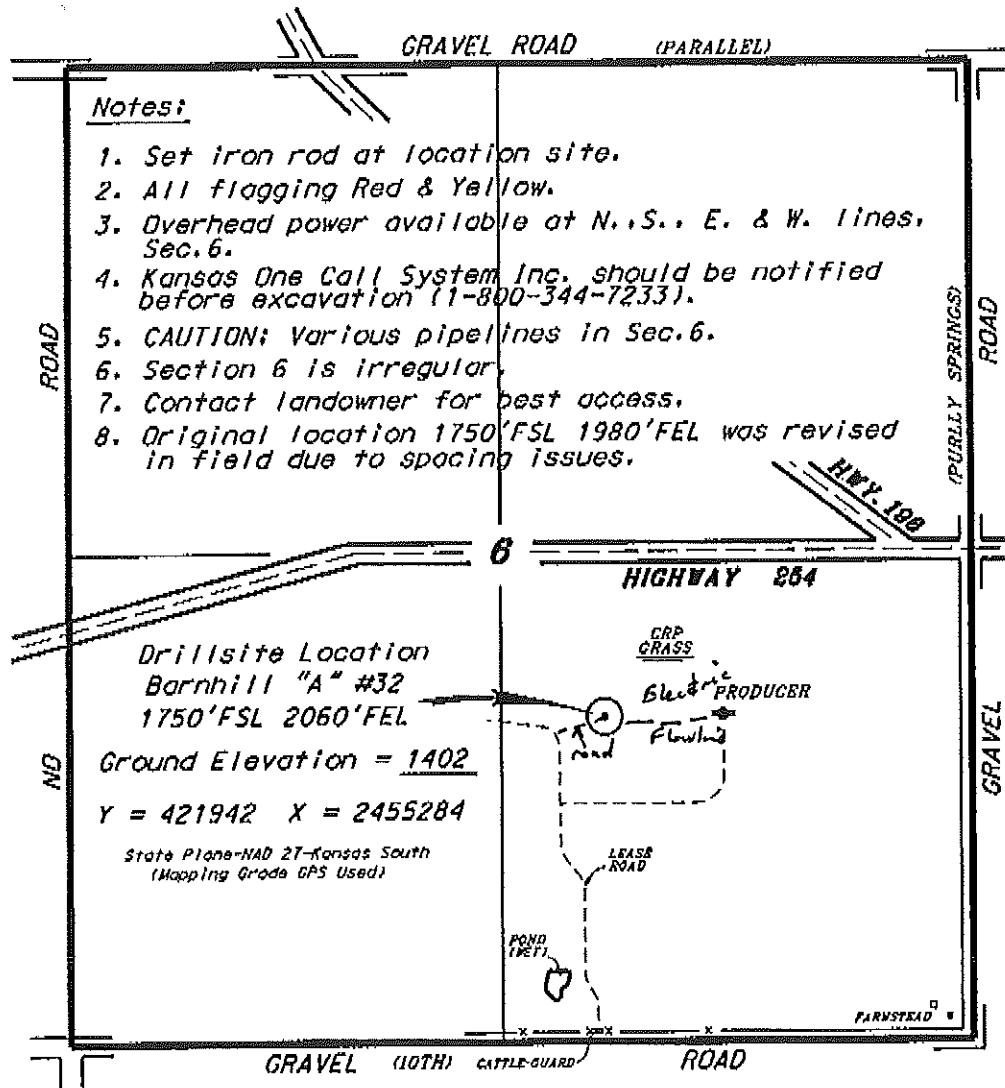 GRAVEL ROAD (PARALLEL)
Notes:
1. Set iron rod at location site.
2. All flagging Red & Yellow.
3. Overhead power available at N.,S., E. & W. lines,
Sec.6.
4. Kansas One Call System Inc. should be notified
before excavation (1-800-344-7233).
5. CAUTION: Various pipelines in Sec.6.
6. Section 6 is irregular.
7. Contact landowner for best access.
8. Original location 1750'FSL 1980'FEL was revised
in field due to spacing issues.
ROAD
NO
ROAD
(PURLLY SPRINGS)
GRAVEL
HWY. 196
6
HIGHWAY 254
Drillsite Location
Barnhill "A" #32
1750'FSL 2060'FEL
Ground Elevation = 1402
Y = 421942 X = 2455284
State Plane-NAD 27-Kansas South
(Mapping Grade GPS Used)
CRP
GRASS
Electric
PRODUCER
Flowline
road
LEASE
ROAD
POND
(WET)
FARMSTEAD
GRAVEL (10TH) CATTLE-GUARD ROAD